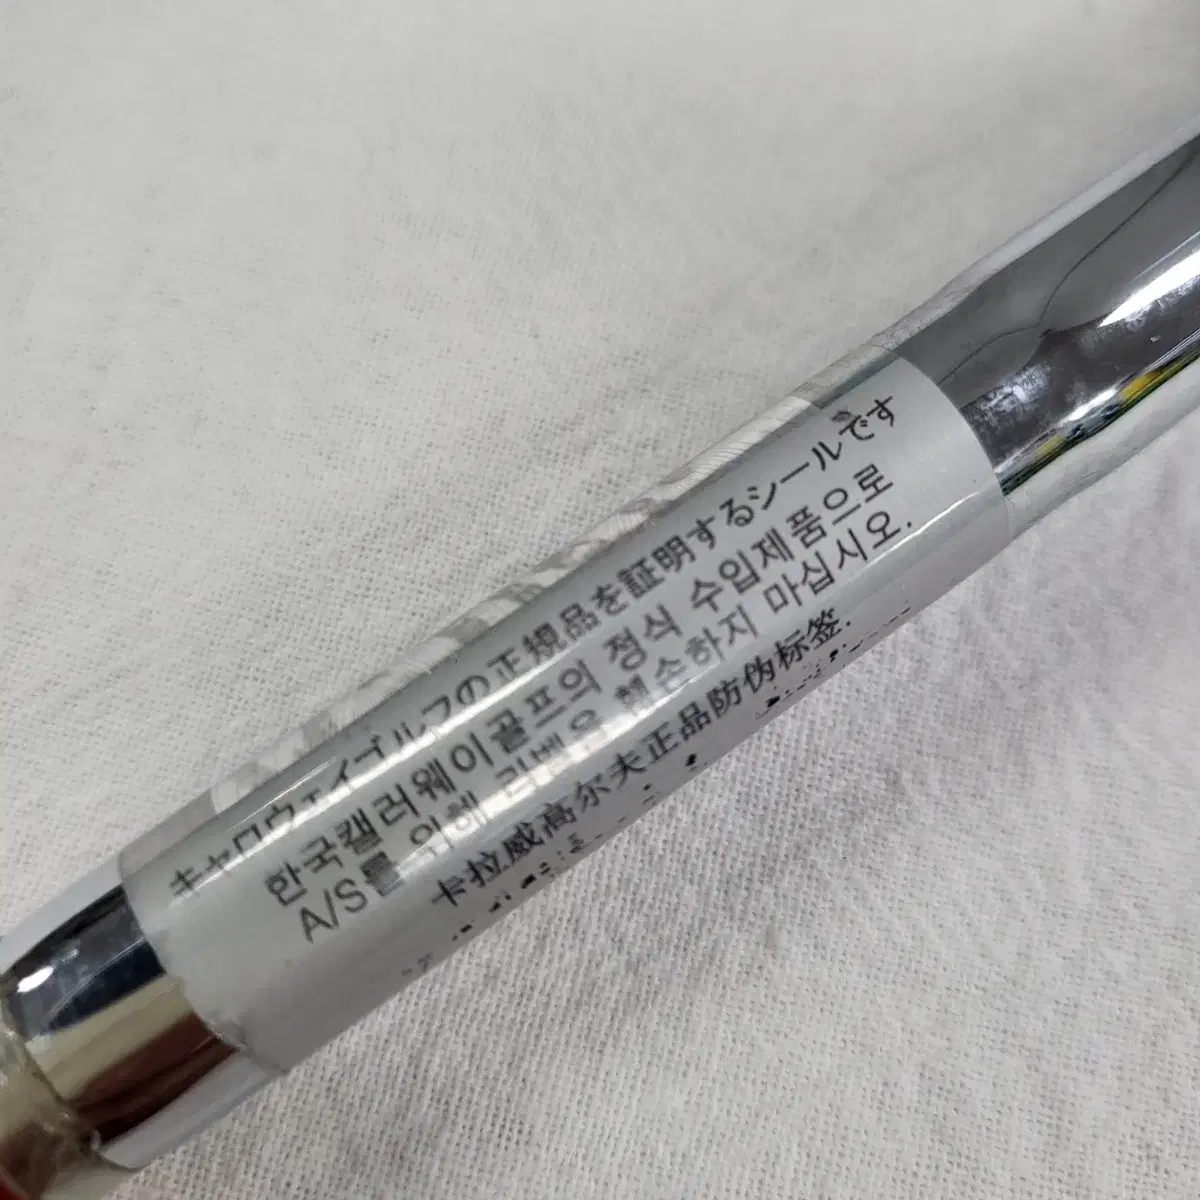 キャロウェイゴルフの正規品を証明するシールです
한국캘러웨이골프의 정식 수입제품으로
A/S를 위해 라벨을 훼손하지 마십시오.
卡拉威高尔夫正品防伪标签.